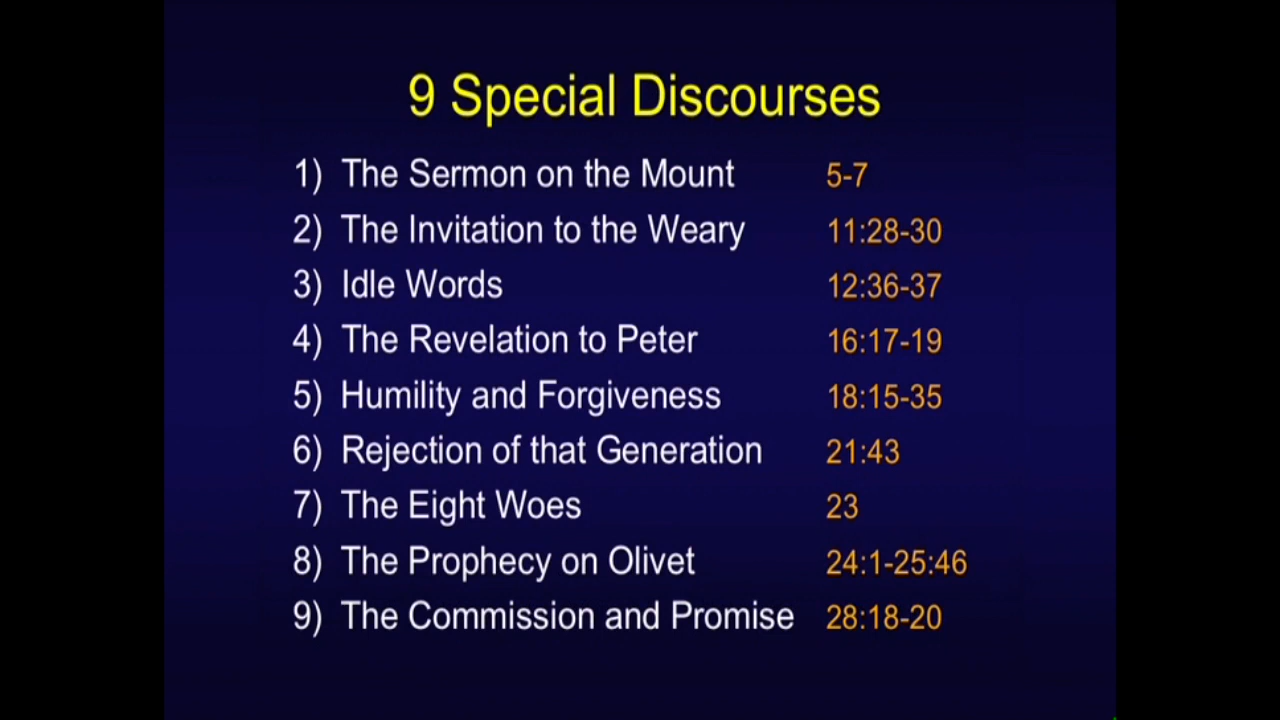 9 Special Discourses
1) The Sermon on the Mount 5-7
2) The Invitation to the Weary 11:28-30
3) Idle Words 12:36-37
4) The Revelation to Peter 16:17-19
5) Humility and Forgiveness 18:15-35
6) Rejection of that Generation 21:43
7) The Eight Woes 23
8) The Prophecy on Olivet 24:1-25:46
9) The Commission and Promise 28:18-20